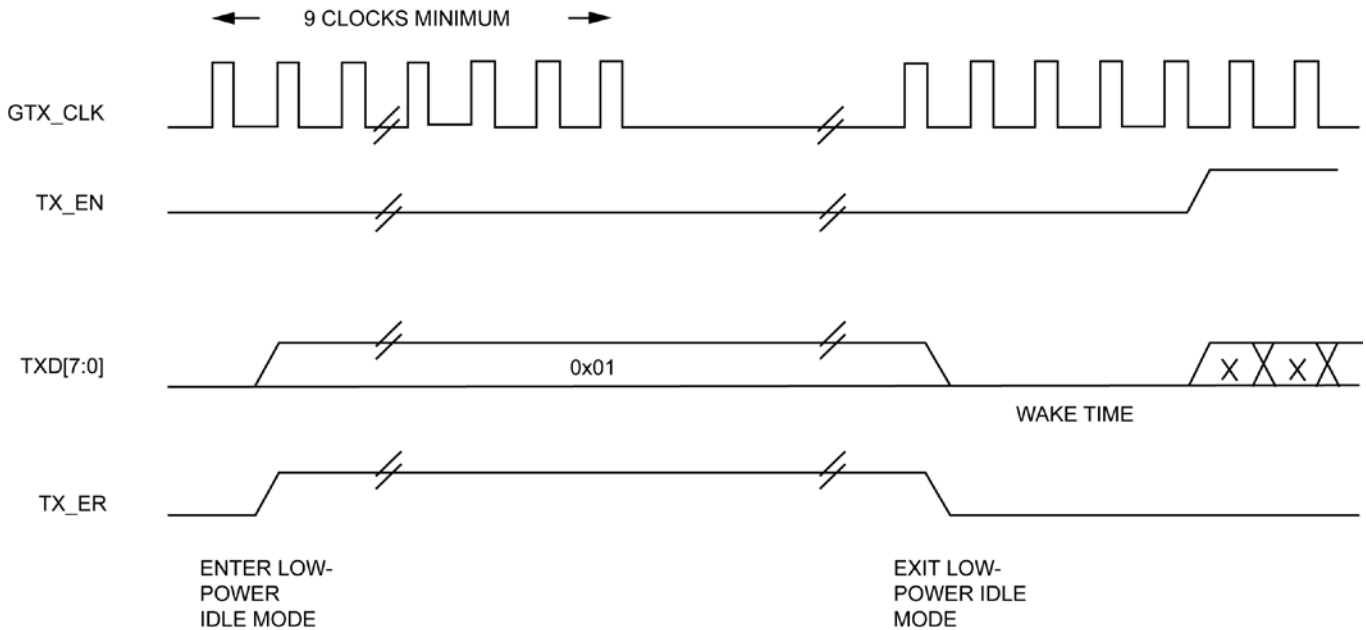 9 CLOCKS MINIMUM
GTX_CLK
TX_EN
TXD[7:0]
0x01
X X
WAKE TIME
TX_ER
ENTER LOW-
POWER
IDLE MODE
EXIT LOW-
POWER IDLE
MODE